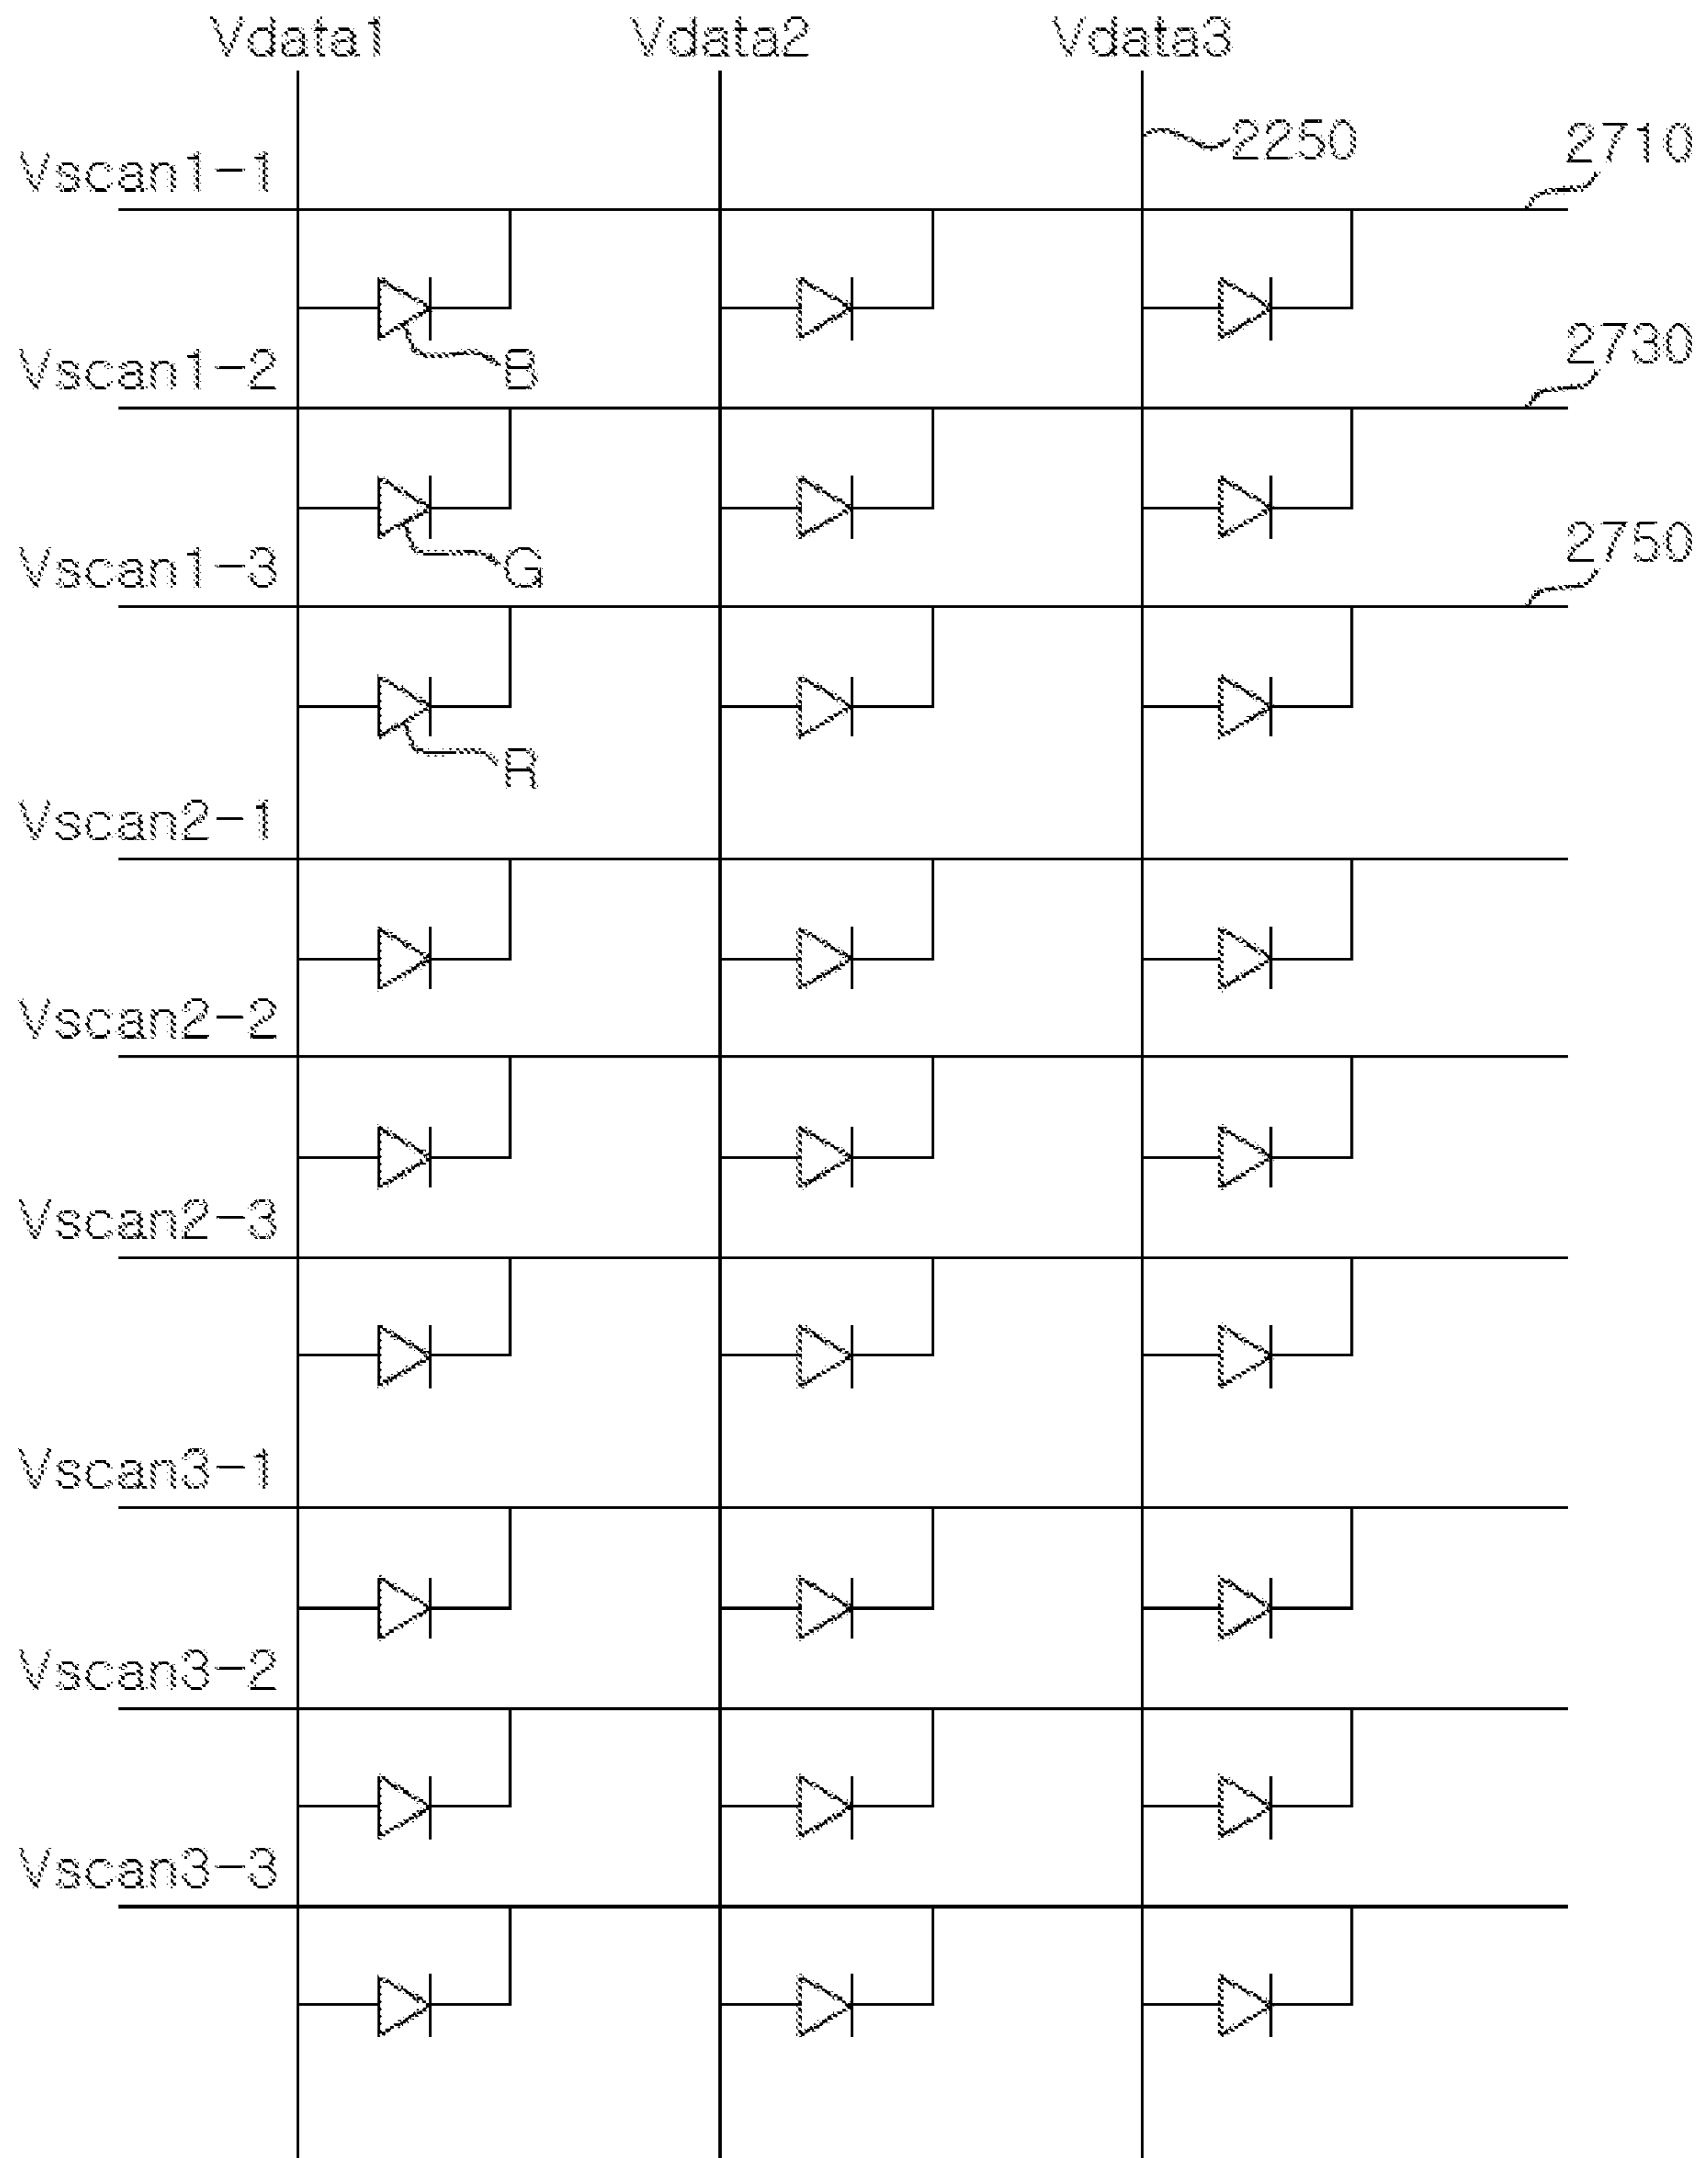 Vdata1 Vdata2 Vdata3
2250
2710
Vscan1-1
2730
Vscan1-2
B
2750
Vscan1-3
G
R
Vscan2-1
Vscan2-2
Vscan2-3
Vscan3-1
Vscan3-2
Vscan3-3